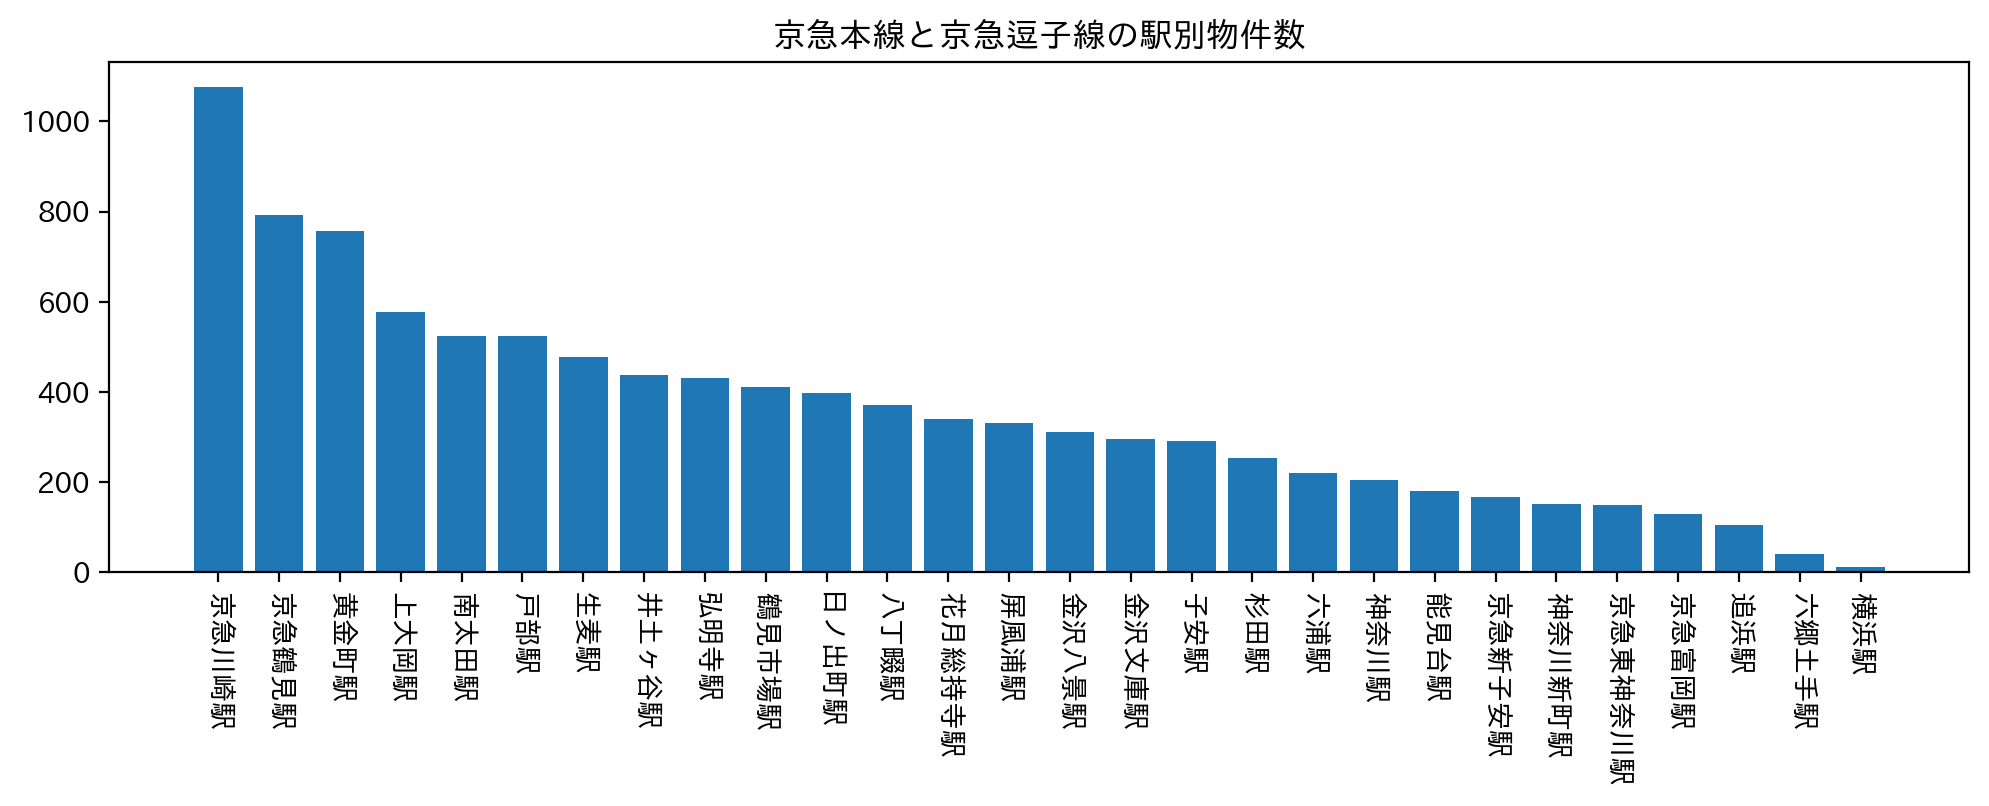 京急本線と京急逗子線の駅別物件数
1000
800
600
400
200
0
京急川崎駅
京急鶴見駅
黄金町駅
上大岡駅
南太田駅
戸部駅
生麦駅
井土ヶ谷駅
弘明寺駅
鶴見市場駅
日ノ出町駅
八丁畷駅
花月総持寺駅
屏風浦駅
金沢八景駅
金沢文庫駅
子安駅
杉田駅
六浦駅
神奈川駅
能見台駅
京急新子安駅
神奈川新町駅
京急東神奈川駅
京急富岡駅
追浜駅
六郷土手駅
横浜駅